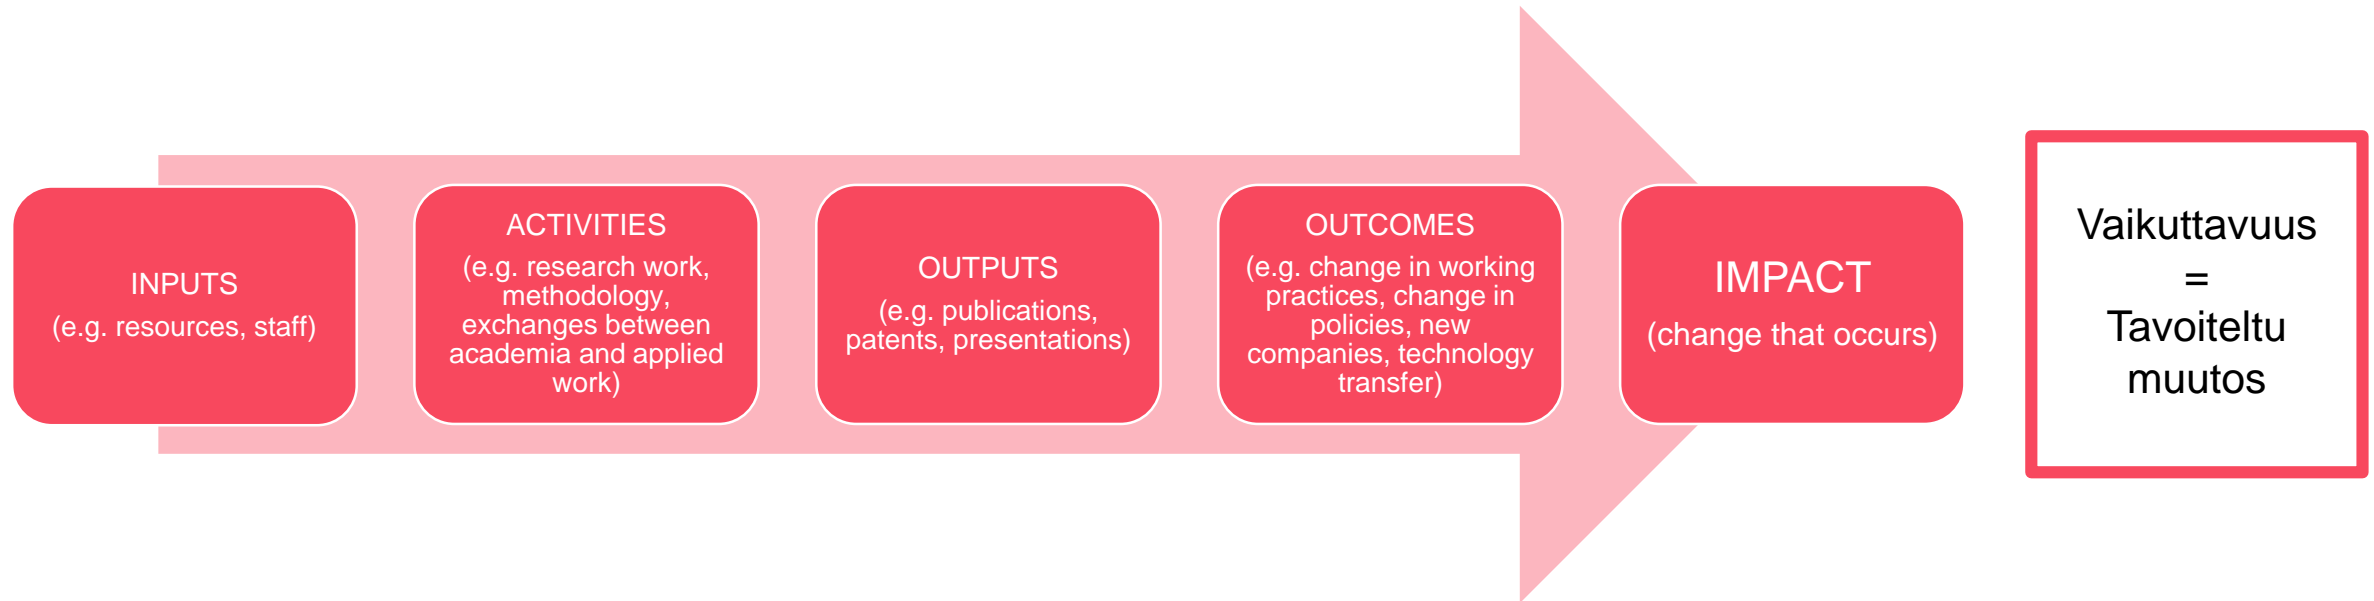 INPUTS
(e.g. resources, staff)
ACTIVITIES
(e.g. research work,
methodology,
exchanges between
academia and applied
work)
OUTPUTS
(e.g. publications,
patents, presentations)
OUTCOMES
(e.g. change in working
practices, change in
policies, new
companies, technology
transfer)
IMPACT
(change that occurs)
Vaikuttavuus
=
Tavoiteltu
muutos